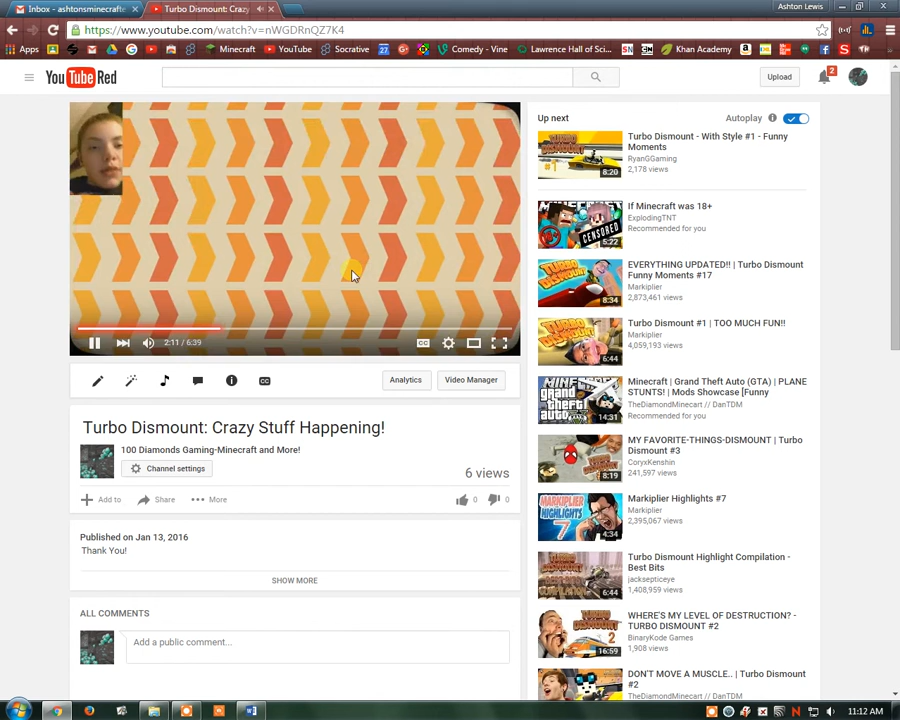 Inbox - ashtonsminecraft
Turbo Dismount: Crazy
Ashton Lewis
https://www.youtube.com/watch?v=nWGDRnQZ7K4
Apps
Minecraft
YouTube
Socrative
Comedy - Vine
Lawrence Hall of Sci...
Khan Academy
YouTube Red
Upload
2
Up next
Autoplay
Turbo Dismount - With Style #1 - Funny
Moments
RyanGGaming
2,178 views
8:20
If Minecraft was 18+
ExplodingTNT
Recommended for you
CENSORED
5:22
EVERYTHING UPDATED!! | Turbo Dismount
Funny Moments #17
Markiplier
2,873,461 views
8:34
Turbo Dismount #1 | TOO MUCH FUN!!
Markiplier
4,059,193 views
6:44
Minecraft | Grand Theft Auto (GTA) | PLANE
STUNTS! | Mods Showcase [Funny
TheDiamondMinecart // DanTDM
Recommended for you
14:31
MY FAVORITE-THINGS-DISMOUNT | Turbo
Dismount #3
CoryxKenshin
241,597 views
8:19
Markiplier Highlights #7
Markiplier
2,395,067 views
4:34
Turbo Dismount Highlight Compilation -
Best Bits
jacksepticeye
1,408,959 views
6:44
WHERE'S MY LEVEL OF DESTRUCTION? -
TURBO DISMOUNT #2
BinaryKode Games
1,908 views
16:59
DON'T MOVE A MUSCLE.. | Turbo Dismount
#2
TheDiamondMinecart // DanTDM
2:11 / 6:39
CC
Analytics
Video Manager
Turbo Dismount: Crazy Stuff Happening!
100 Diamonds Gaming-Minecraft and More!
Channel settings
6 views
Add to
Share
More
0
0
Published on Jan 13, 2016
Thank You!
SHOW MORE
ALL COMMENTS
Add a public comment...
11:12 AM